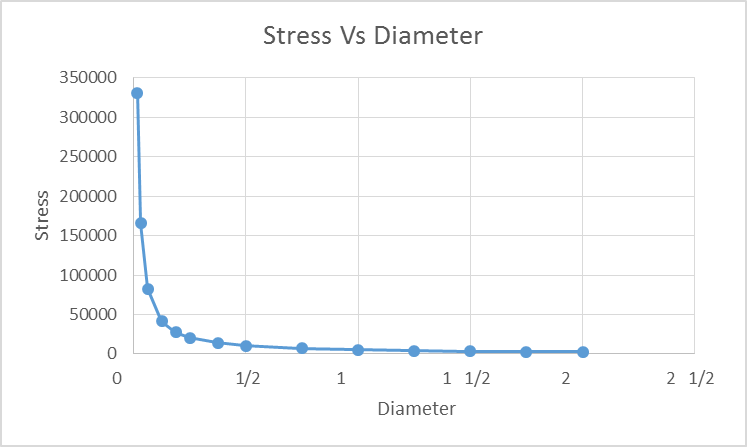 Stress Vs Diameter
350000
300000
250000
200000
150000
100000
50000
0
Stress
0 1/2 1 1 1/2 2 2 1/2
Diameter